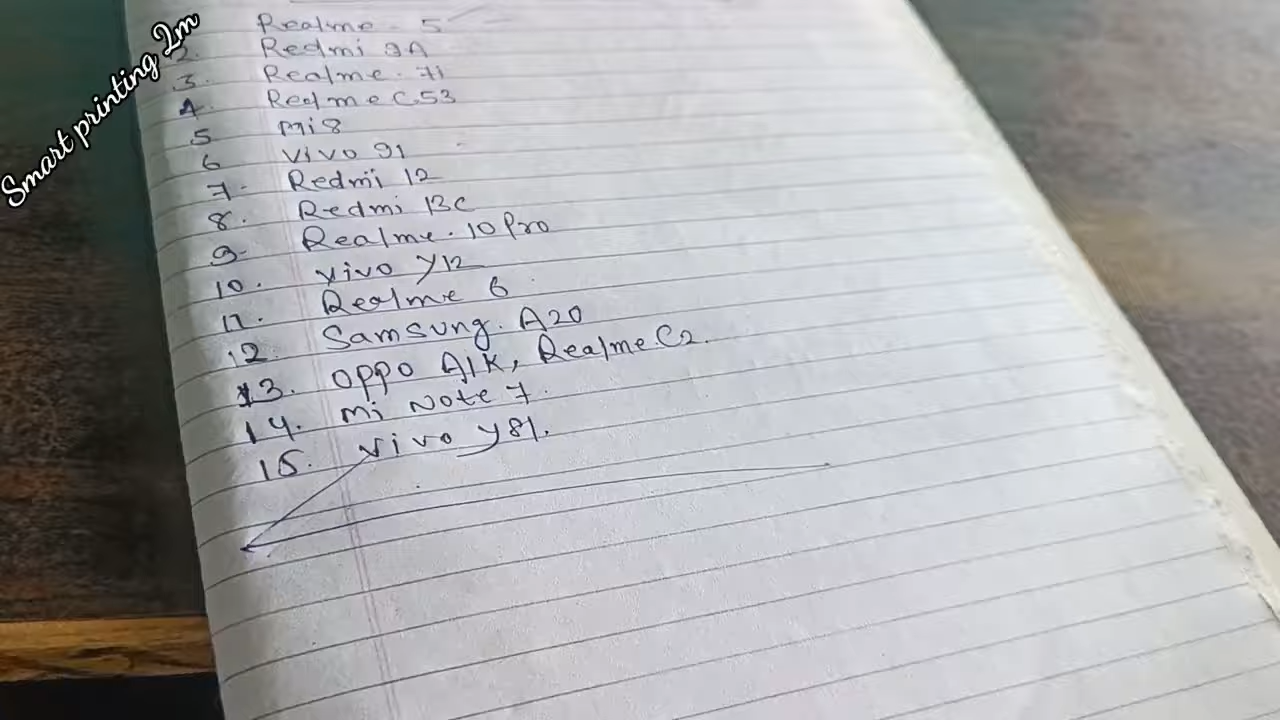 Smart printing 2m
Realme - 5
2. Redmi 9A
3. Realme. 7i
4. Realme C53
5 Mi 8
6 Vivo 91
7. Redmi 12
8. Redmi 13c
9. Realme. 10 Pro
10. Vivo Y12
11. Realme 6
12. Samsung. A20
13. Oppo A1K, Realme C2.
14. Mi Note 7.
15. Vivo Y81.